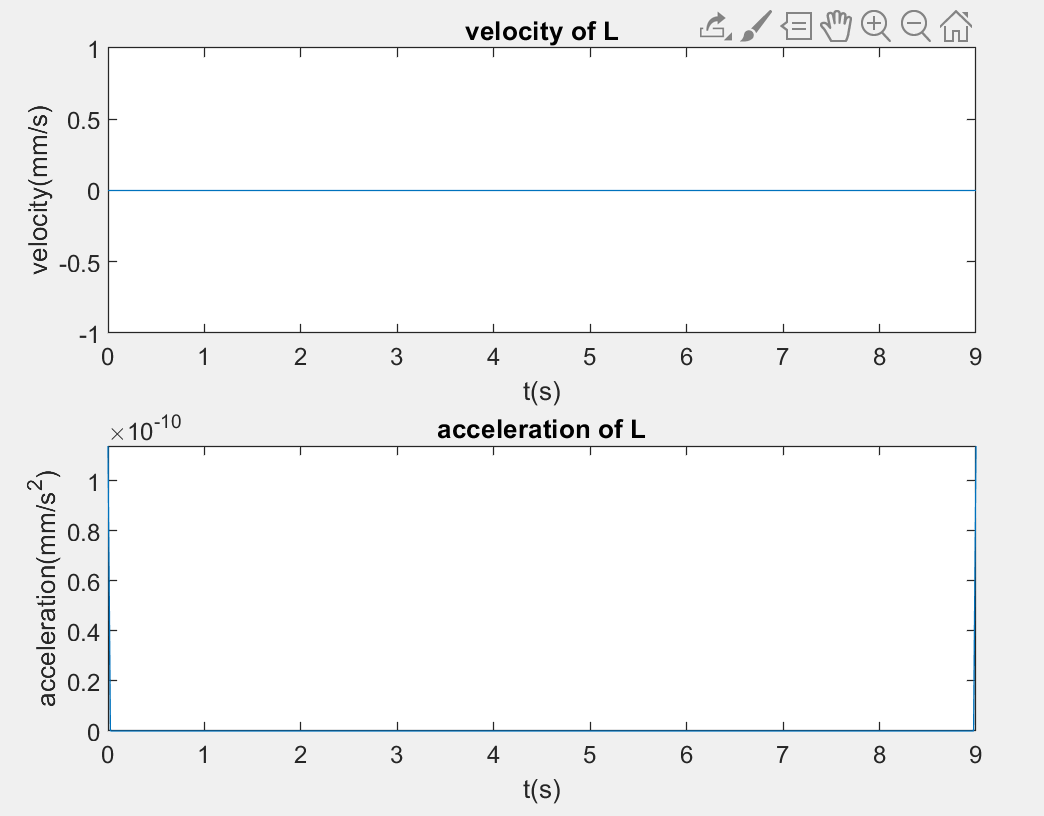 velocity of L
velocity(mm/s)
1
0.5
0
-0.5
-1
0 1 2 3 4 5 6 7 8 9
t(s)
×10^-10
acceleration of L
acceleration(mm/s^2)
1
0.8
0.6
0.4
0.2
0
0 1 2 3 4 5 6 7 8 9
t(s)